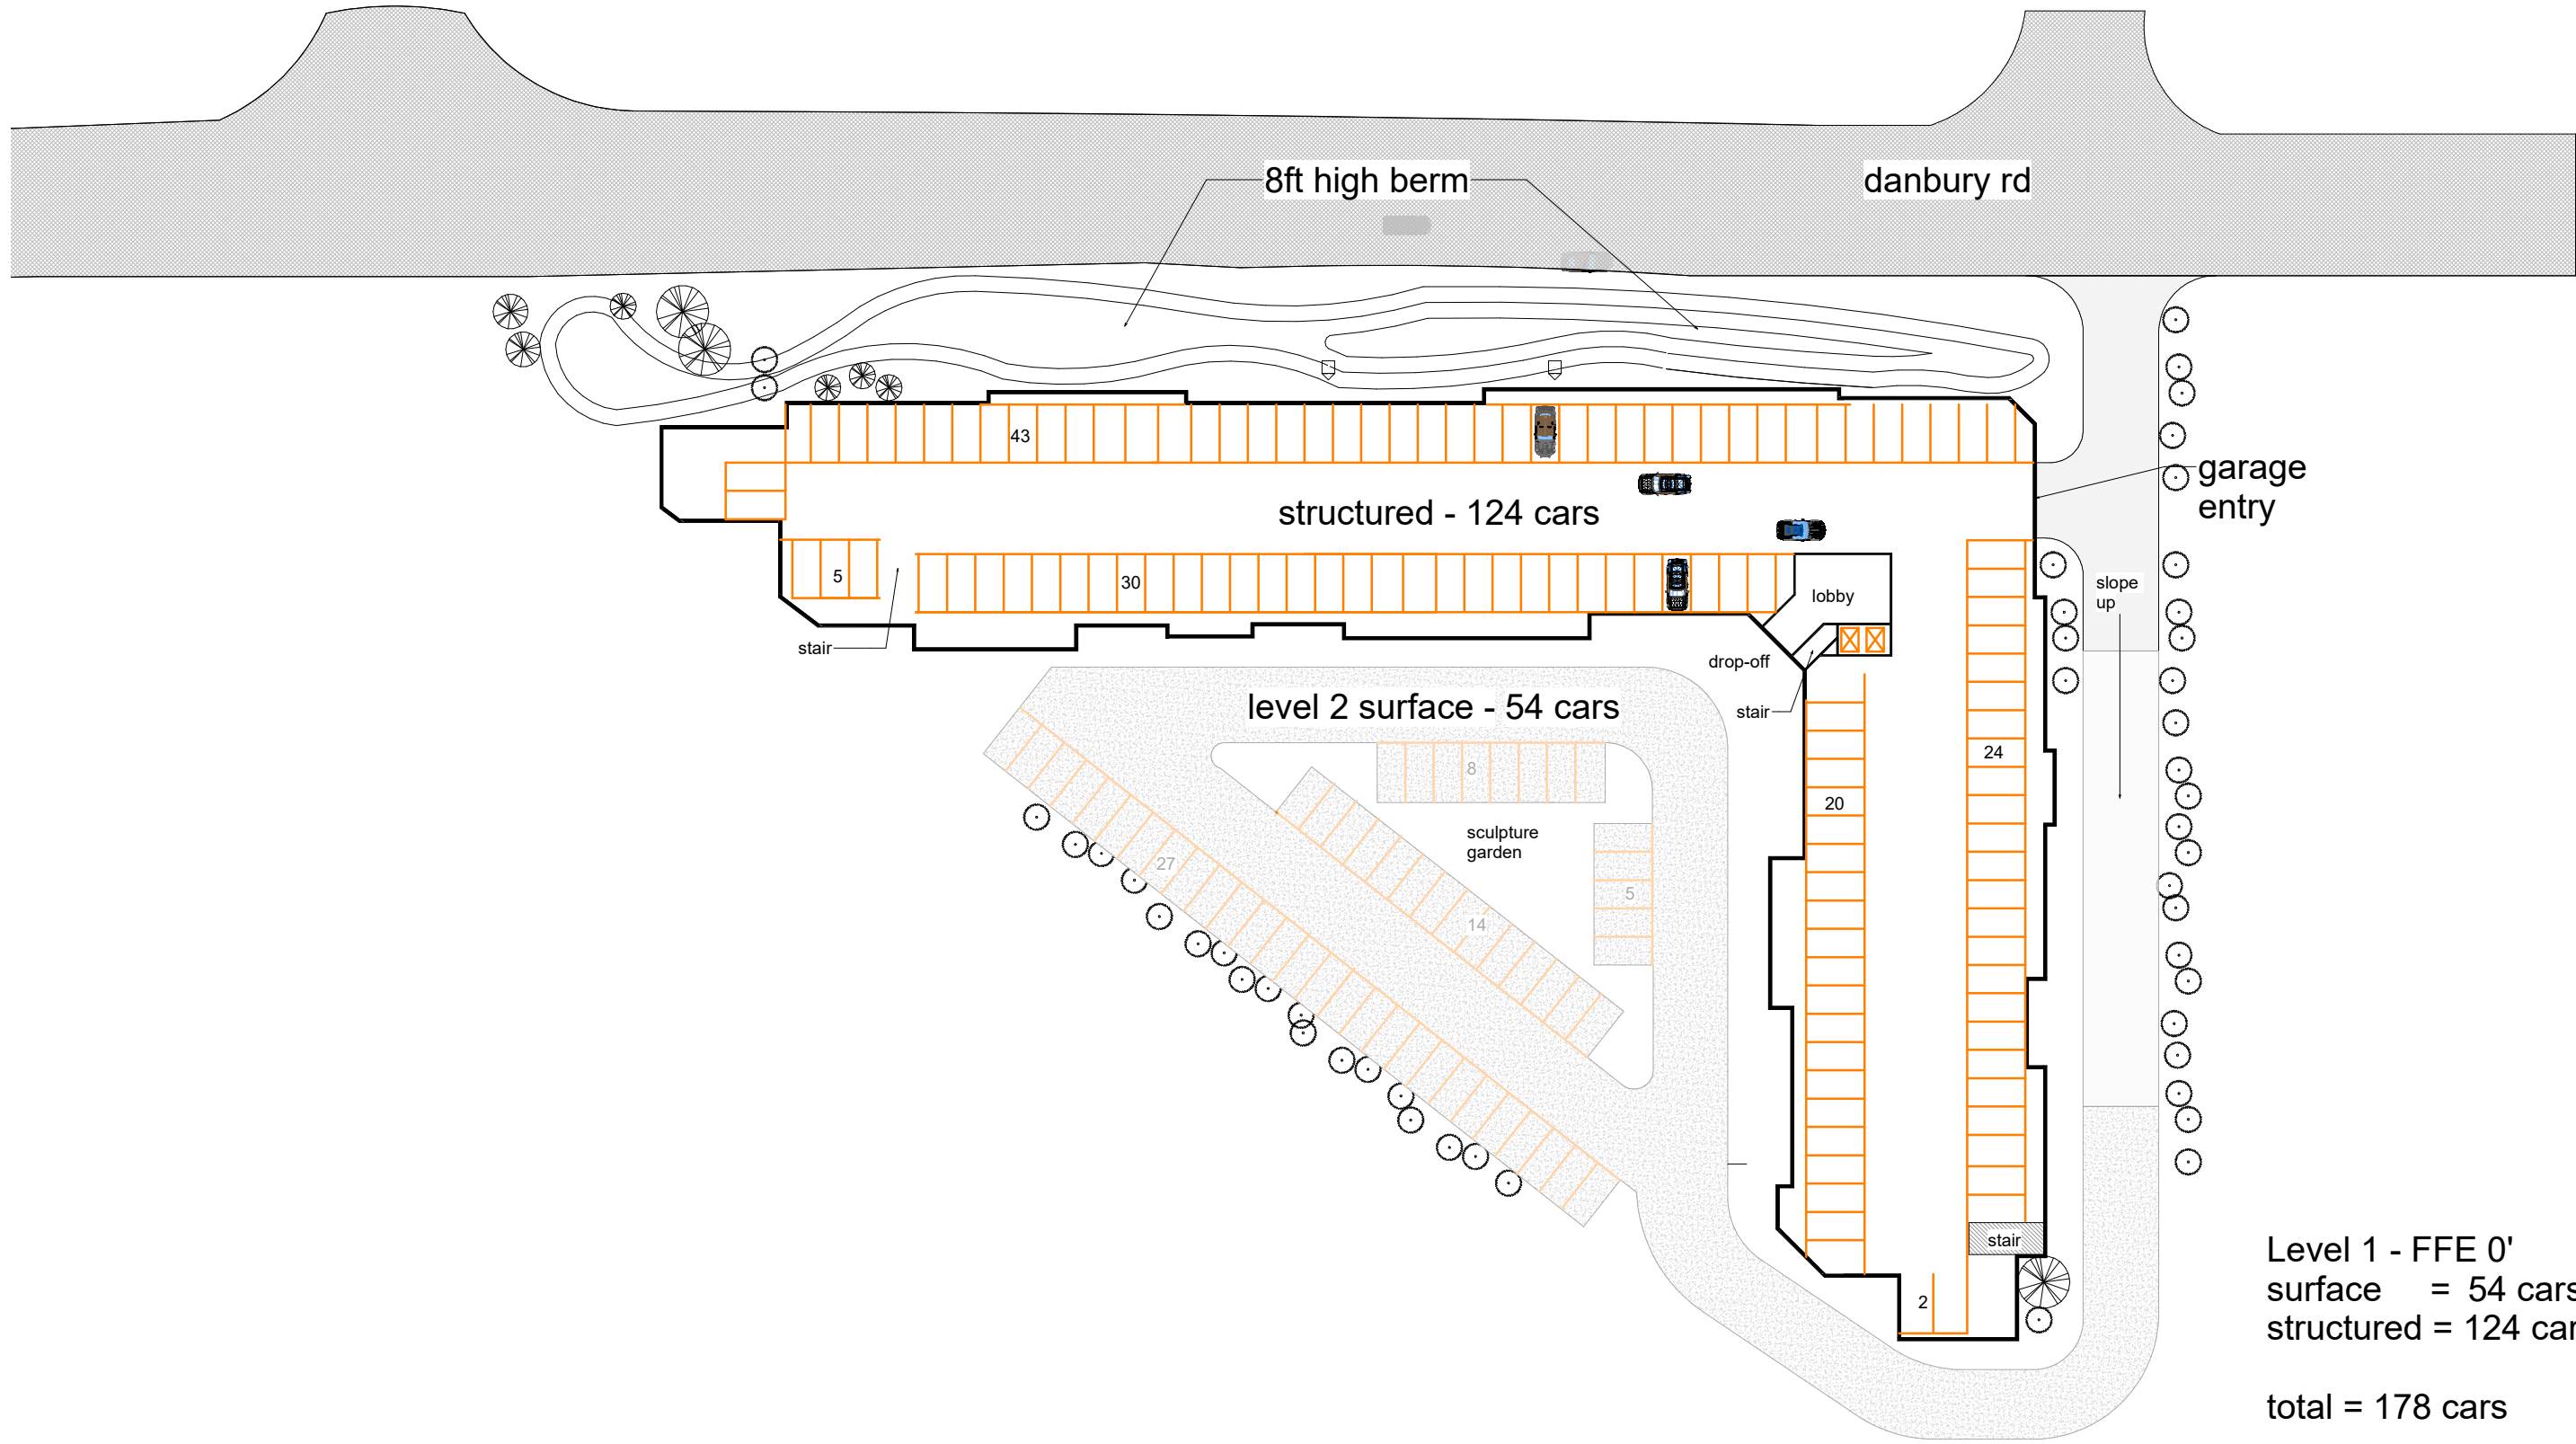 8ft high berm
danbury rd
43
garage
entry
structured - 124 cars
5
30
lobby
slope
up
stair
drop-off
level 2 surface - 54 cars
stair
24
8
20
sculpture
garden
27
5
14
stair
2
Level 1 - FFE 0'
surface = 54 cars
structured = 124 car
total = 178 cars